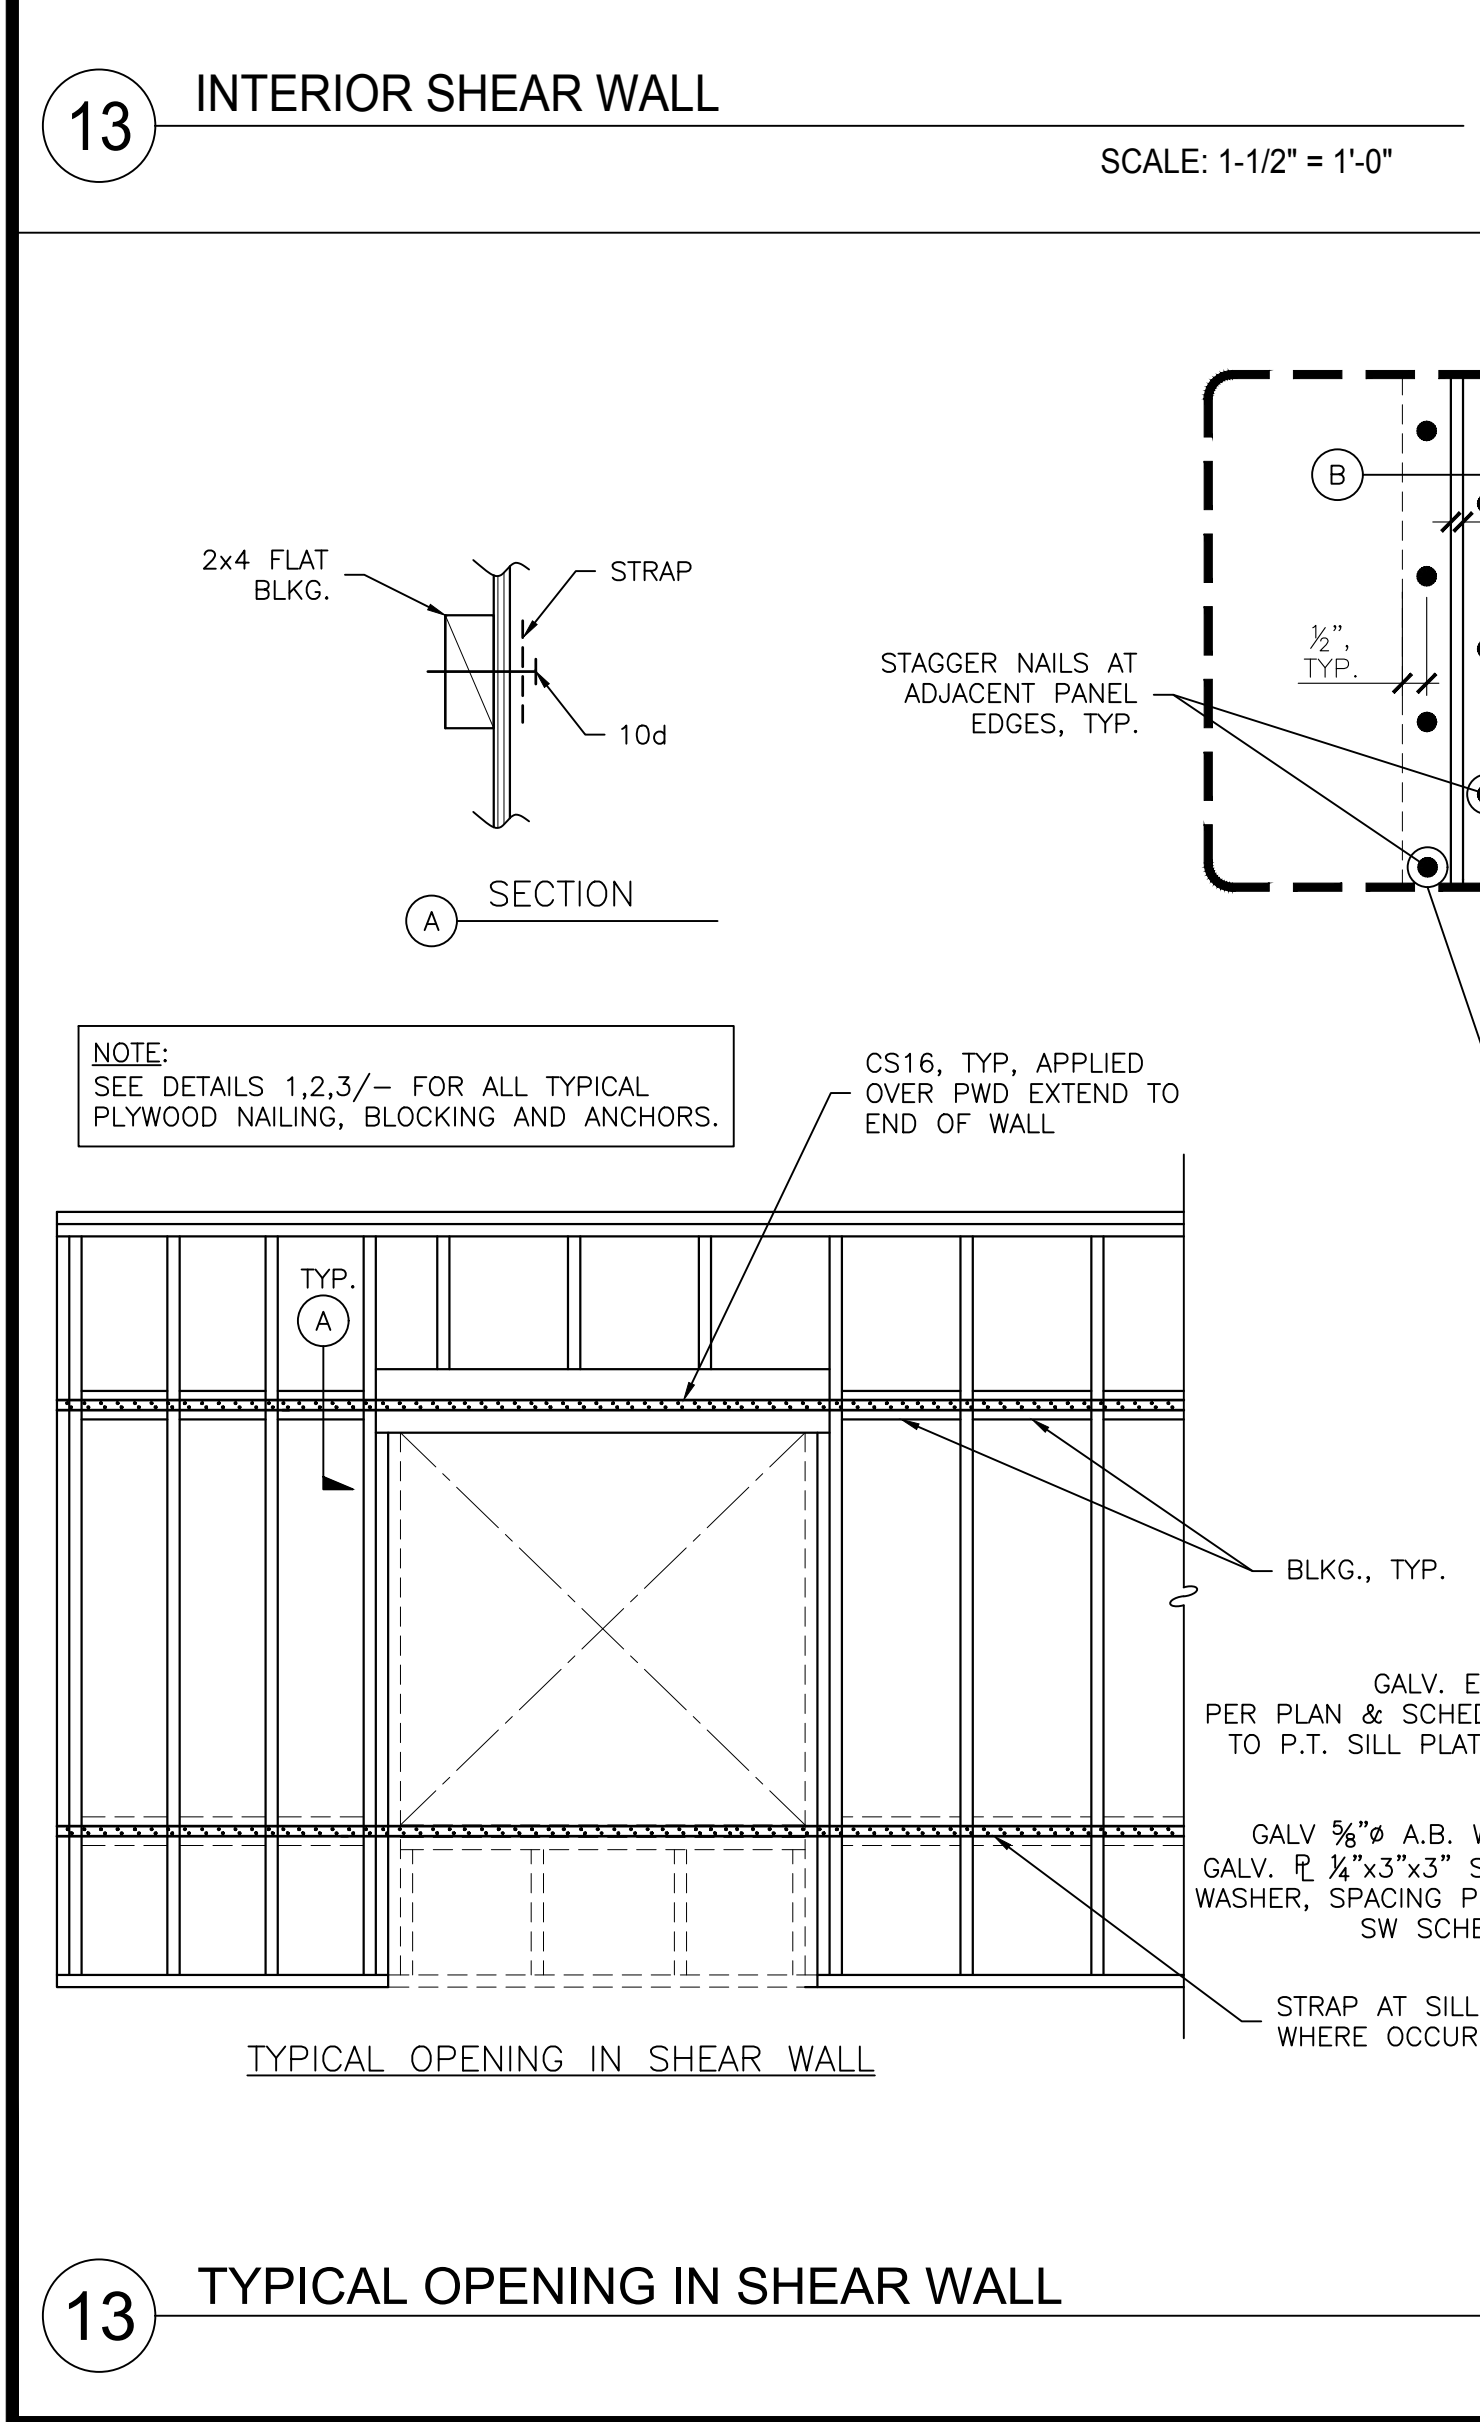 13
INTERIOR SHEAR WALL
SCALE: 1-1/2" = 1'-0"
B
2x4 FLAT
BLKG.
STRAP
½",
TYP.
STAGGER NAILS AT
ADJACENT PANEL
EDGES, TYP.
10d
A
SECTION
NOTE:
SEE DETAILS 1,2,3/– FOR ALL TYPICAL
PLYWOOD NAILING, BLOCKING AND ANCHORS.
CS16, TYP, APPLIED
OVER PWD EXTEND TO
END OF WALL
TYP.
A
BLKG., TYP.
GALV.
PER PLAN &
TO P.T. SILL
GALV ⅝"ø A.B.
GALV. ℄ ¼"x3"x3"
WASHER, SPACING
SW
STRAP AT SILL
WHERE
TYPICAL OPENING IN SHEAR WALL
13
TYPICAL OPENING IN SHEAR WALL